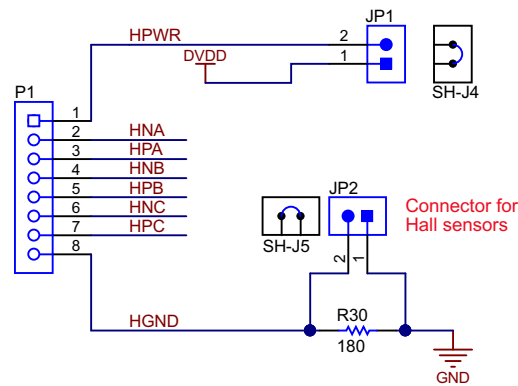 HPWR
JP1
2
DVDD
1
P1
SH-J4
1
2 HNA
3 HPA
4 HNB
5 HPB
6 HNC
7 HPC
8
JP2
Connector for
Hall sensors
SH-J5
2
1
HGND
R30
180
GND